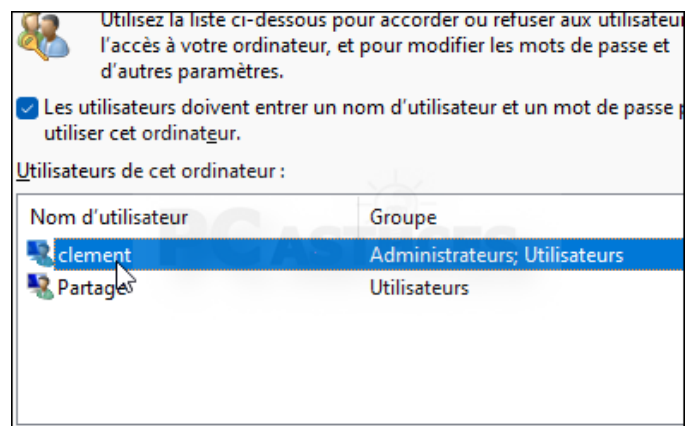 Utilisez la liste ci-dessous pour accorder ou refuser aux
l'accès à votre ordinateur, et pour modifier les mots de passe et
d'autres paramètres.
Les utilisateurs doivent entrer un nom d'utilisateur et un mot de passe
utiliser cet ordinateur.
Utilisateurs de cet ordinateur :
Nom d'utilisateur Groupe
clement Administrateurs; Utilisateurs
Partage Utilisateurs
PC ASTUCES